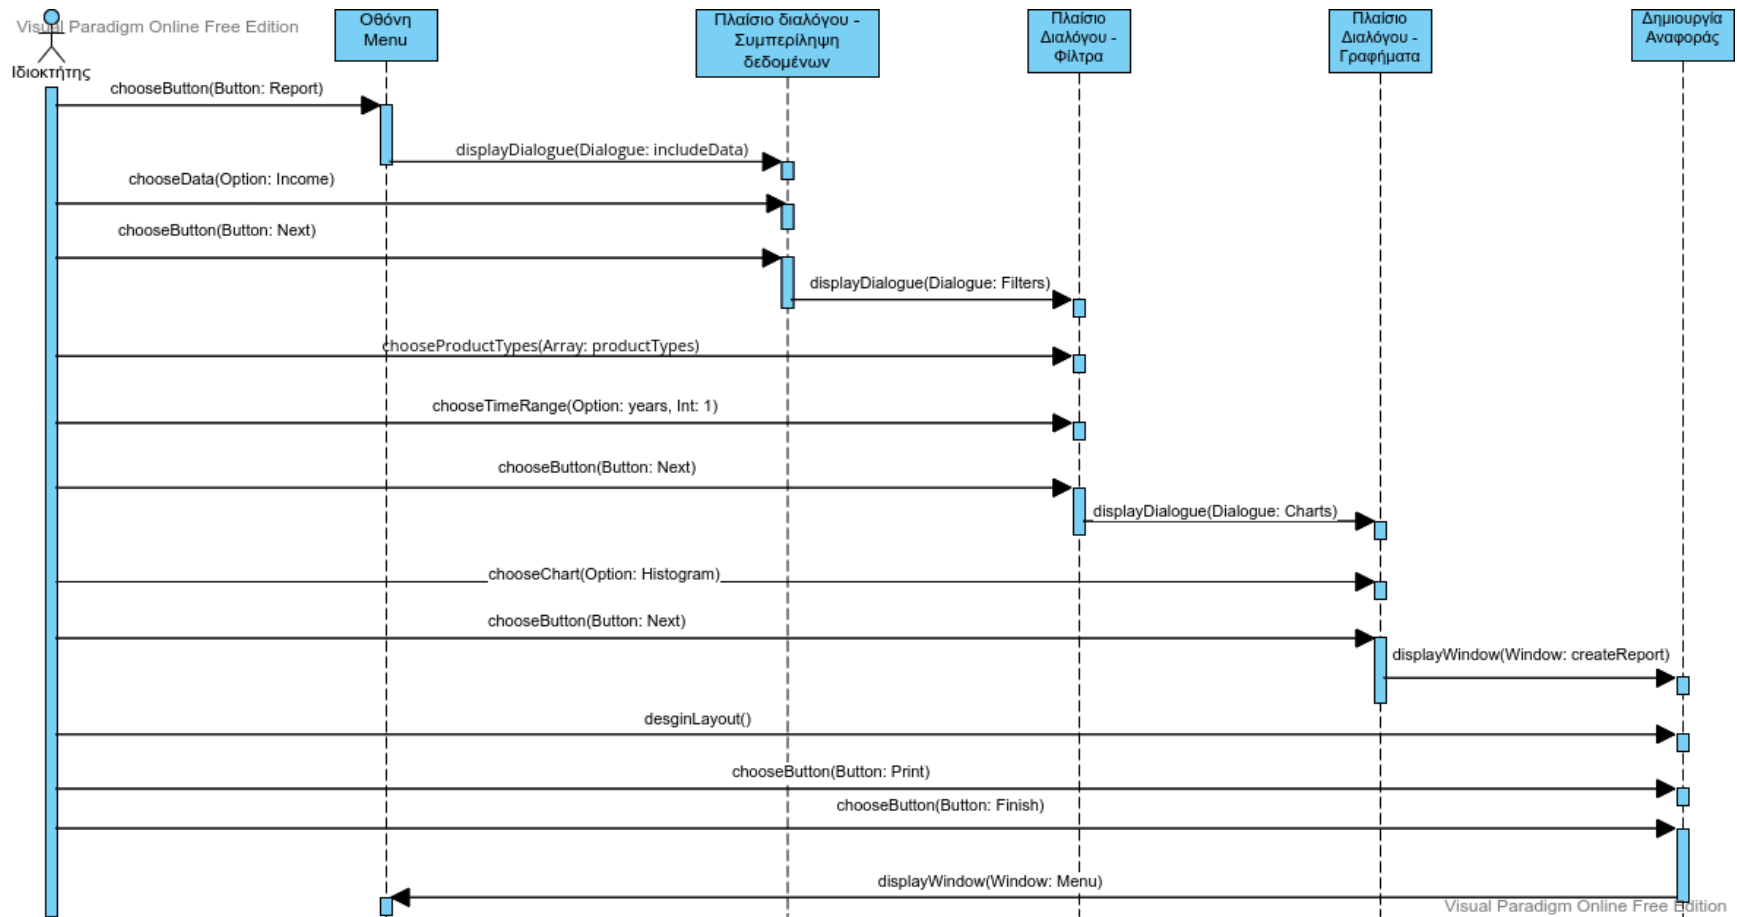 Visual Paradigm Online Free Edition
Ιδιοκτήτης
Οθόνη
Menu
Πλαίσιο διαλόγου -
Συμπερίληψη
δεδομένων
Πλαίσιο
Διαλόγου -
Φίλτρα
Πλαίσιο
Διαλόγου -
Γραφήματα
Δημιουργία
Αναφοράς
chooseButton(Button: Report)
displayDialogue(Dialogue: includeData)
chooseData(Option: Income)
chooseButton(Button: Next)
displayDialogue(Dialogue: Filters)
chooseProductTypes(Array: productTypes)
chooseTimeRange(Option: years, Int: 1)
chooseButton(Button: Next)
displayDialogue(Dialogue: Charts)
chooseChart(Option: Histogram)
chooseButton(Button: Next)
displayWindow(Window: createReport)
desginLayout()
chooseButton(Button: Print)
chooseButton(Button: Finish)
displayWindow(Window: Menu)
Visual Paradigm Online Free Edition